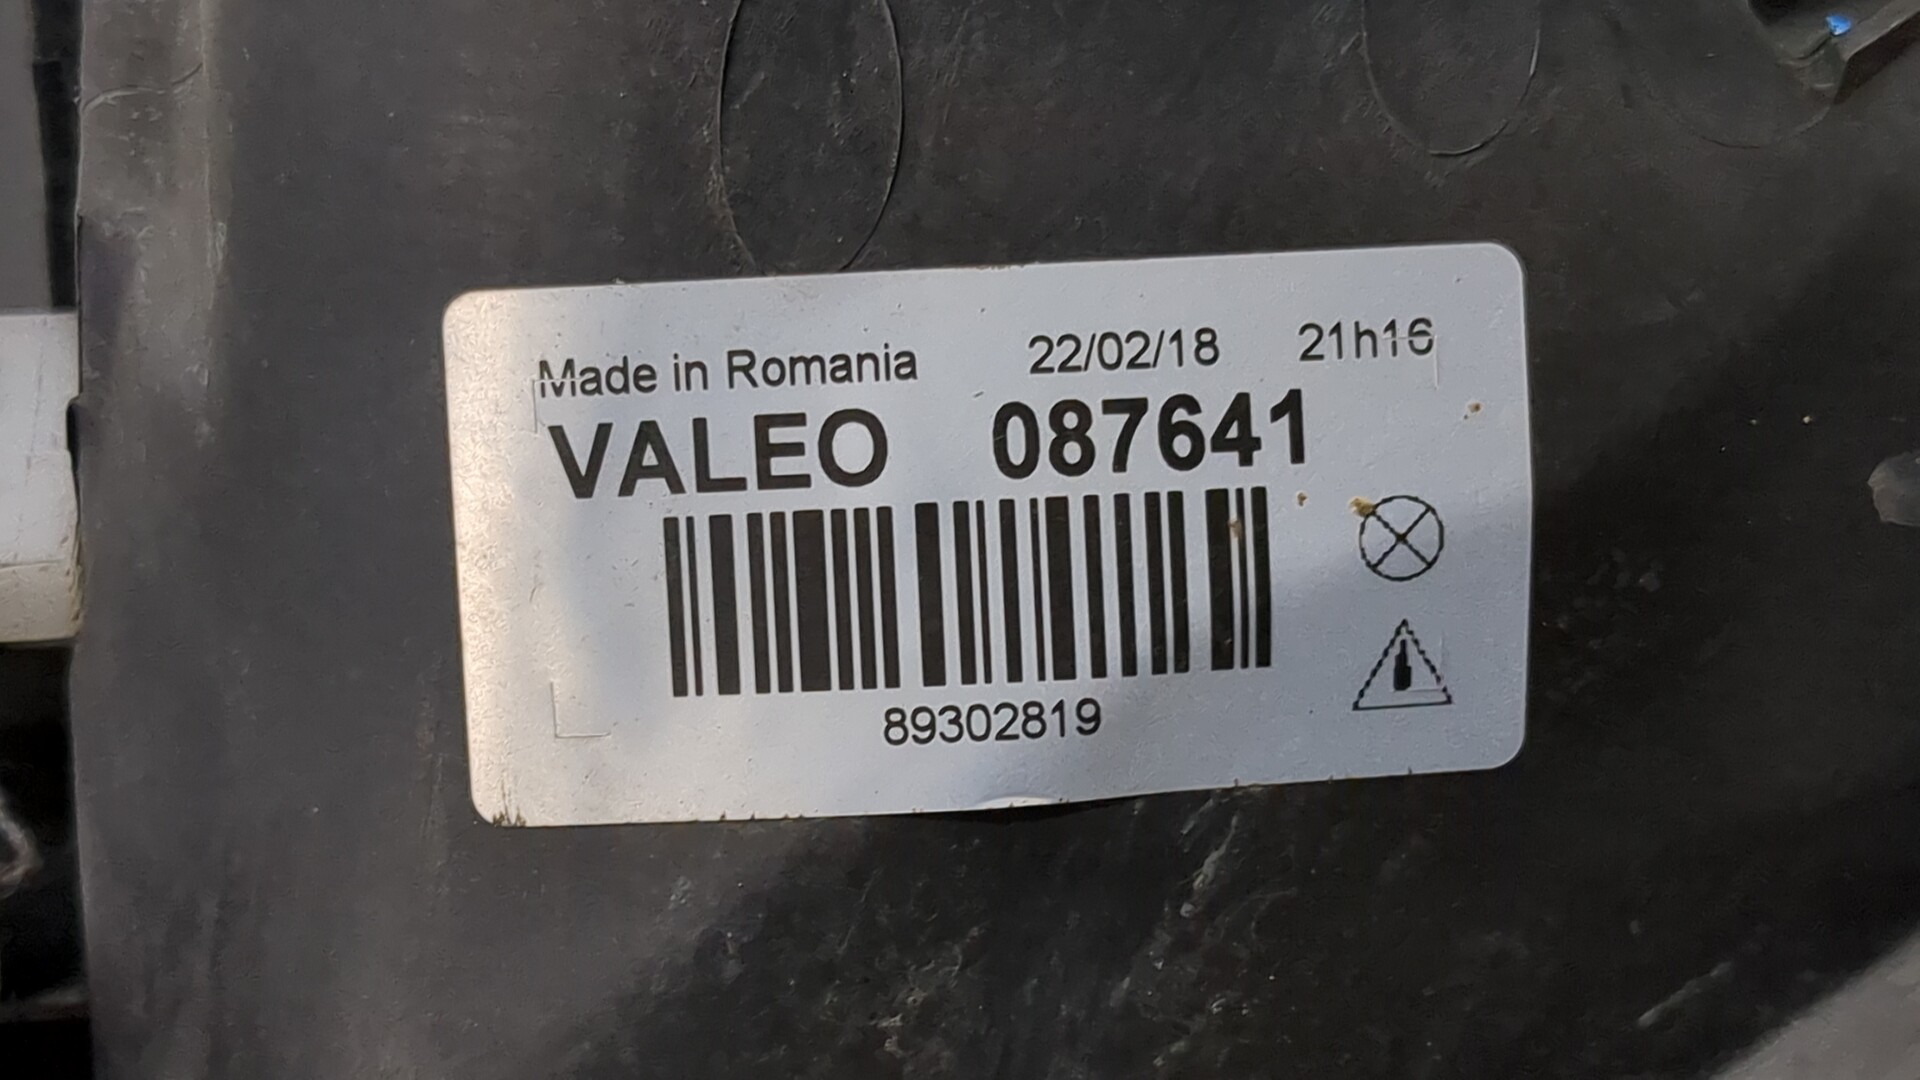 Made in Romania 22/02/18 21h16
VALEO 087641
89302819